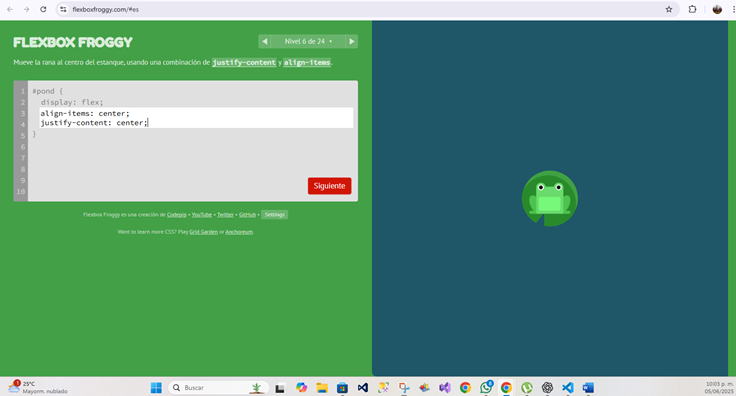 flexboxfroggy.com/#es
FLEXBOX FROGGY
◀ Nivel 6 de 24 ▾ ▶
Mueve la rana al centro del estanque, usando una combinación de justify-content y align-items.
1 #pond {
2 display: flex;
3 align-items: center;
4 justify-content: center;
5 }
6
7
8
9
10
Siguiente
Flexbox Froggy es una creación de Codepip • YouTube • Twitter • GitHub • Settings
Want to learn more CSS? Play Grid Garden or Anchoreum.
1
25°C
Mayorm. nublado
Buscar
10:03 p. m.
05/06/2025